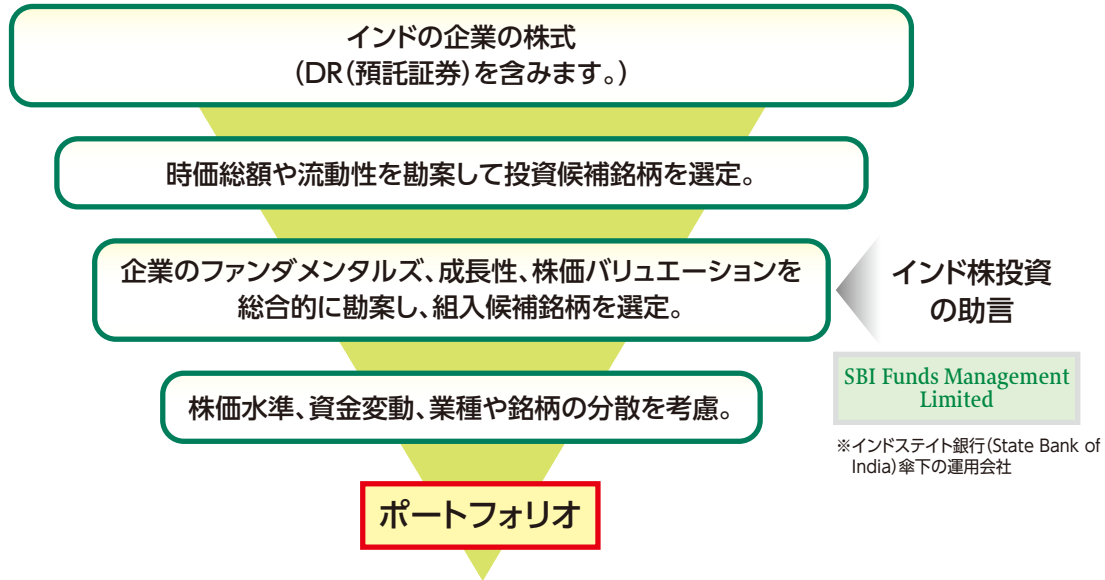 インドの企業の株式
（DR（預託証券）を含みます。）
時価総額や流動性を勘案して投資候補銘柄を選定。
企業のファンダメンタルズ、成長性、株価バリュエーションを
総合的に勘案し、組入候補銘柄を選定。
インド株投資
の助言
SBI Funds Management
Limited
※インドステイト銀行（State Bank of
India）傘下の運用会社
株価水準、資金変動、業種や銘柄の分散を考慮。
ポートフォリオ